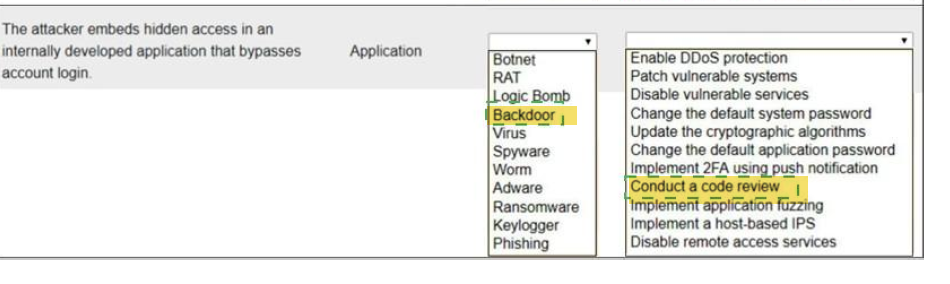 The attacker embeds hidden access in an
internally developed application that bypasses
account login.
Application
Botnet
RAT
Logic Bomb
Backdoor
Virus
Spyware
Worm
Adware
Ransomware
Keylogger
Phishing
Enable DDoS protection
Patch vulnerable systems
Disable vulnerable services
Change the default system password
Update the cryptographic algorithms
Change the default application password
Implement 2FA using push notification
Conduct a code review
Implement application fuzzing
Implement a host-based IPS
Disable remote access services